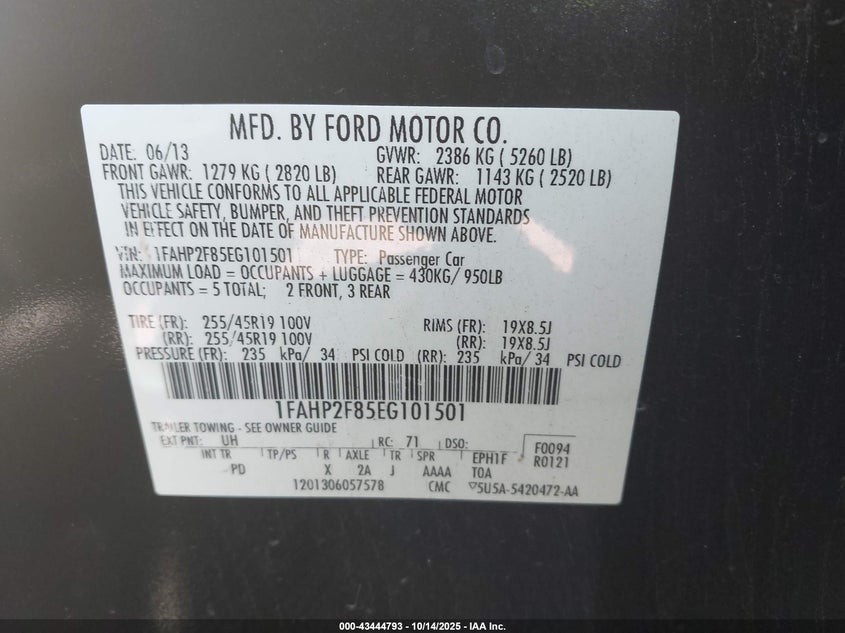 MFD. BY FORD MOTOR CO.
DATE: 06/13 GVWR: 2386 KG ( 5260 LB)
FRONT GAWR: 1279 KG ( 2820 LB) REAR GAWR: 1143 KG ( 2520 LB)
THIS VEHICLE CONFORMS TO ALL APPLICABLE FEDERAL MOTOR
VEHICLE SAFETY, BUMPER, AND THEFT PREVENTION STANDARDS
IN EFFECT ON THE DATE OF MANUFACTURE SHOWN ABOVE.
VIN: 1FAHP2F85EG101501 TYPE: Passenger Car
MAXIMUM LOAD = OCCUPANTS + LUGGAGE = 430KG/ 950LB
OCCUPANTS = 5 TOTAL; 2 FRONT, 3 REAR
TIRE (FR): 255/45R19 100V RIMS (FR): 19X8.5J
(RR): 255/45R19 100V (RR): 19X8.5J
PRESSURE (FR): 235 kPa/ 34 PSI COLD (RR): 235 kPa/ 34 PSI COLD
1FAHP2F85EG101501
TRAILER TOWING - SEE OWNER GUIDE
EXT PNT: UH RC: 71 DSO: F0094
INT TR TP/PS R AXLE TR SPR EPH1F R0121
PD X 2A J AAAA TOA
1201306057578 CMC ▽5U5A-5420472-AA
000-43444793 - 10/14/2025 - IAA Inc.